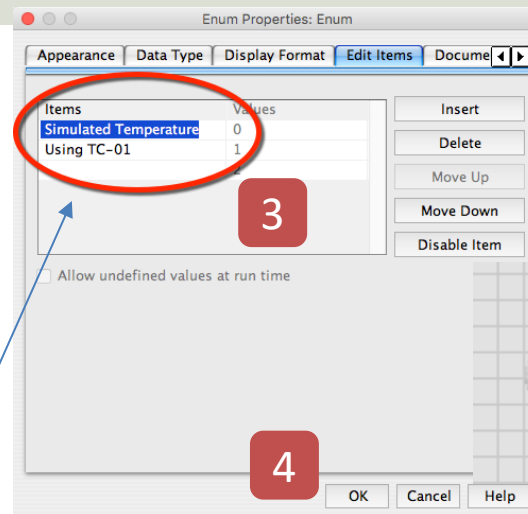 Enum Properties: Enum
Appearance Data Type Display Format Edit Items Docume
Items Values
Simulated Temperature 0
Using TC-01 1
2
Insert
Delete
Move Up
Move Down
Disable Item
3
Allow undefined values at run time
4
OK Cancel Help